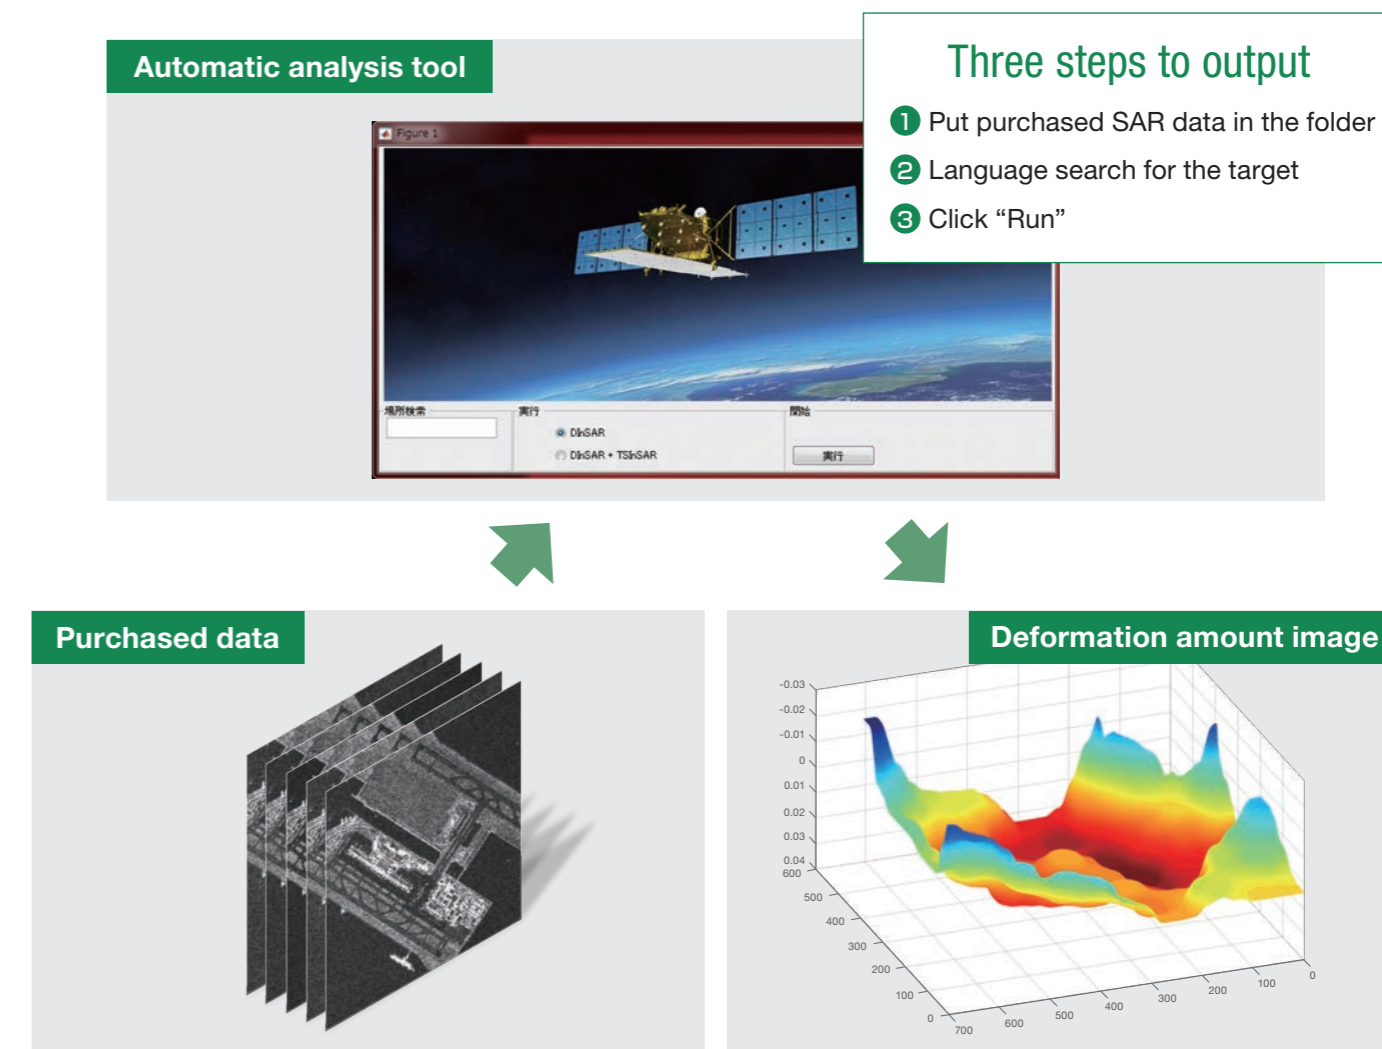 Automatic analysis tool
Three steps to output
1 Put purchased SAR data in the folder
2 Language search for the target
3 Click “Run”
Figure 1
場所検索
実行
DInSAR
DInSAR + TSInSAR
開始
実行
Purchased data
Deformation amount image
-0.03
-0.02
-0.01
0
0.01
0.02
0.03
0.04
600
500
400
300
200
100
0
700
600
500
400
300
200
100
0